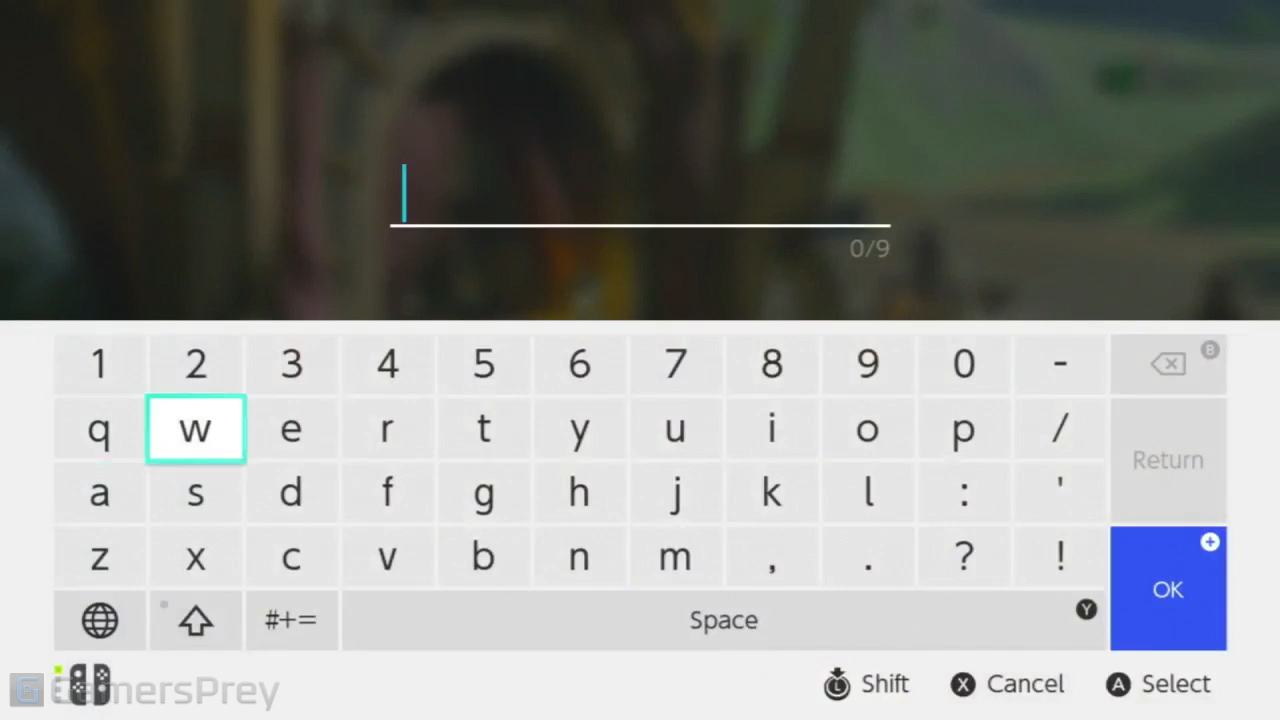 0/9
1 2 3 4 5 6 7 8 9 0 - B
q w e r t y u i o p /
Return
a s d f g h j k l : '
z x c v b n m , . ? !
OK
#+= Space Y
G GamersPrey L Shift X Cancel A Select